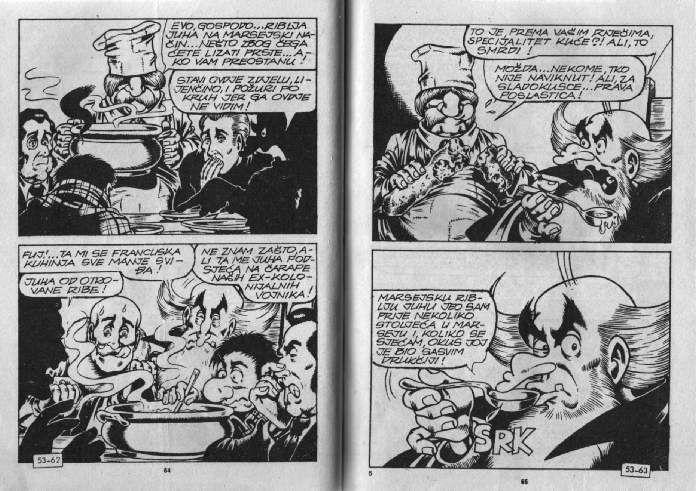 EVO, GOSPODO...RIBLJA
JUHA NA MARSEJSKI NA-
ČIN...NEŠTO ZBOG ČEGA
ĆETE LIZATI PRSTE...A-
KO VAM PREOSTANU!
STAVI OVDJE ZDJELU, LI-
JENČINO. I POŽURI PO
KRUH JER GA OVDJE
NE VIDIM!
FUJ!...TA MI SE FRANCUSKA
KUHINJA SVE MANJE SVI-
ĐA!
JUHA OD OTRO-
VANE RIBE!
NE ZNAM ZAŠTO, A-
LI TA ME JUHA POD-
SJEĆA NA ČARAPE
NAŠIH EX-KOLO-
NIJALNIH
VOJNIKA!
53-62
64
TO JE, PREMA VAŠIM RJEČIMA,
SPECIJALITET KUĆE?! ALI, TO
SMRDI!
MOŽDA...NEKOME, TKO
NIJE NAVIKNUT! ALI, ZA
SLADOKUSCE...PRAVA
POSLASTICA!
MARSEJSKU RIB-
LJU JUHU JEO SAM
PRIJE NEKOLIKO
STOLJEĆA U MAR-
SEJU I, KOLIKO SE
SJEĆAM, OKUS JOJ
JE BIO SASVIM
DRUKČIJI!
SRK
53-63
5
65